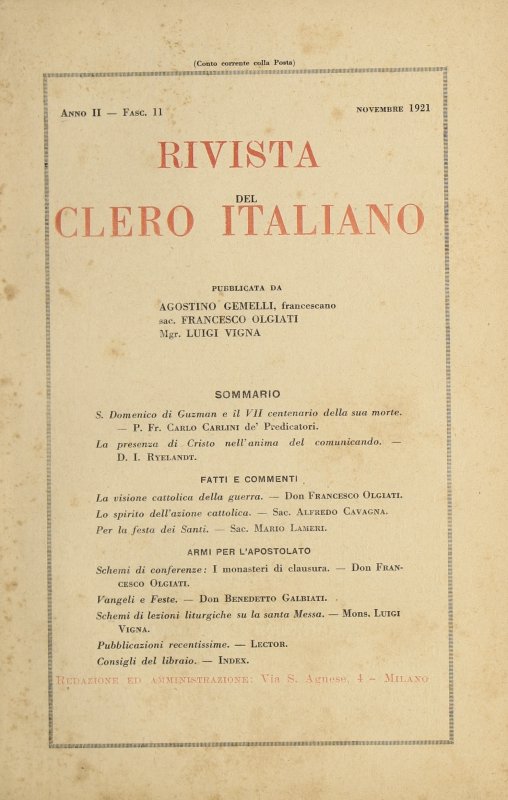 (Conto corrente colla Posta)
ANNO II — FASC. 11 NOVEMBRE 1921
RIVISTA
DEL
CLERO ITALIANO
PUBBLICATA DA
AGOSTINO GEMELLI, francescano
sac. FRANCESCO OLGIATI
Mgr. LUIGI VIGNA
SOMMARIO
S. Domenico di Guzman e il VII centenario della sua morte.
— P. Fr. CARLO CARLINI de' Predicatori.
La presenza di Cristo nell'anima del comunicando. —
D. I. RYELANDT.
FATTI E COMMENTI
La visione cattolica della guerra. — Don FRANCESCO OLGIATI.
Lo spirito dell'azione cattolica. — Sac. ALFREDO CAVAGNA.
Per la festa dei Santi. — Sac. MARIO LAMERI.
ARMI PER L'APOSTOLATO
Schemi di conferenze: I monasteri di clausura. — Don FRAN-
CESCO OLGIATI.
Vangeli e Feste. — Don BENEDETTO GALBIATI.
Schemi di lezioni liturgiche su la santa Messa. — Mons. LUIGI
VIGNA.
Pubblicazioni recentissime. — LECTOR.
Consigli del libraio. — INDEX.
REDAZIONE ED AMMINISTRAZIONE: Via S. Agnese, 4 – MILANO